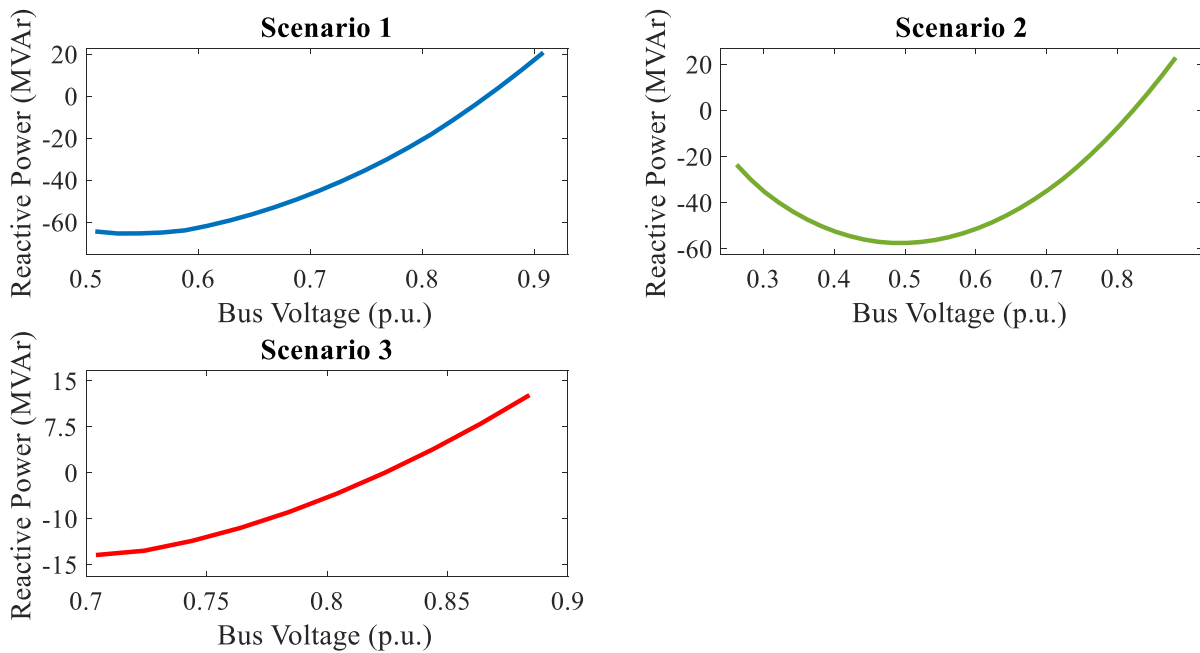 Scenario 1
Reactive Power (MVAr)
20
0
-20
-40
-60
0.5 0.6 0.7 0.8 0.9
Bus Voltage (p.u.)
Scenario 2
Reactive Power (MVAr)
20
0
-20
-40
-60
0.3 0.4 0.5 0.6 0.7 0.8
Bus Voltage (p.u.)
Scenario 3
Reactive Power (MVAr)
15
7.5
0
-10
-15
0.7 0.75 0.8 0.85 0.9
Bus Voltage (p.u.)